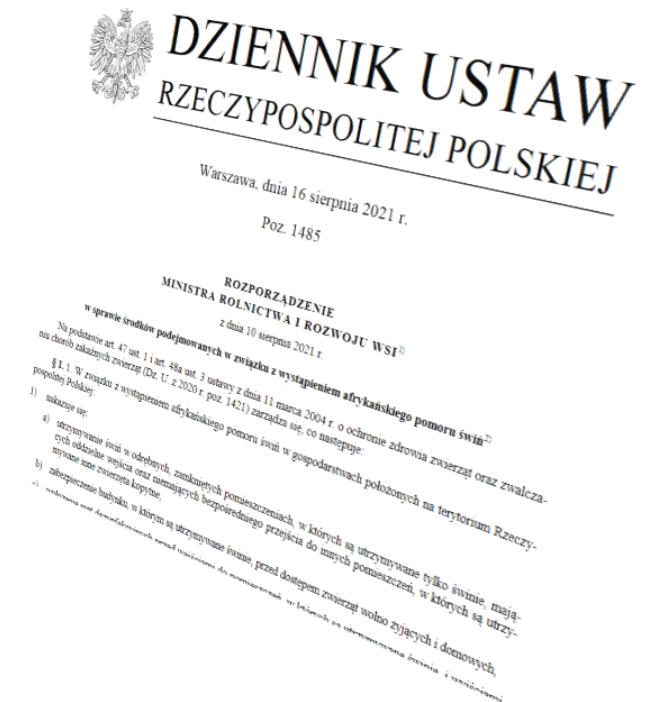 DZIENNIK USTAW
RZECZYPOSPOLITEJ POLSKIEJ
Warszawa, dnia 16 sierpnia 2021 r.
Poz. 1485
ROZPORZĄDZENIE
MINISTRA ROLNICTWA I ROZWOJU WSI1)
z dnia 10 sierpnia 2021 r.
w sprawie środków podejmowanych w związku z wystąpieniem afrykańskiego pomoru świń2)
Na podstawie art. 47 ust. 1 i art. 48a ust. 3 ustawy z dnia 11 marca 2004 r. o ochronie zdrowia zwierząt oraz zwalcza-
niu chorób zakaźnych zwierząt (Dz. U. z 2020 r. poz. 1421) zarządza się, co następuje:
§ 1. 1. W związku z wystąpieniem afrykańskiego pomoru świń w gospodarstwach położonych na terytorium Rzeczy-
pospolitej Polskiej:
1) nakazuje się:
a) utrzymywanie świń w odrębnych, zamkniętych pomieszczeniach, w których są utrzymywane tylko świnie, mają-
cych oddzielne wejścia oraz niemających bezpośredniego przejścia do innych pomieszczeń, w których są utrzy-
mywane inne zwierzęta kopytne,
b) zabezpieczenie budynku, w którym są utrzymywane świnie, przed dostępem zwierząt wolno żyjących i domowych,